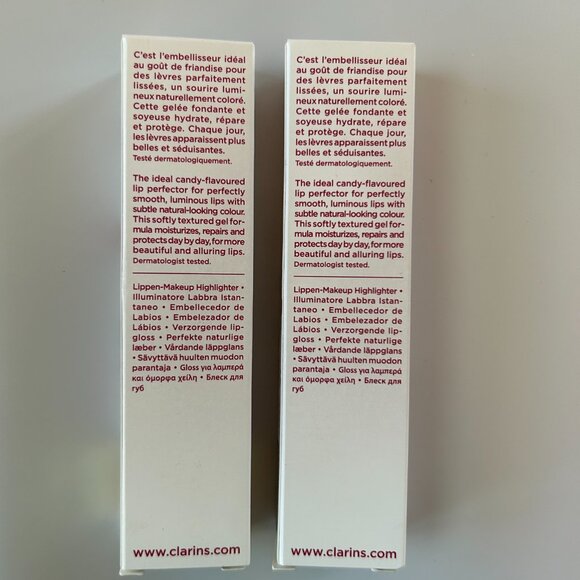 C'est l'embellisseur idéal
au goût de friandise pour
des lèvres parfaitement
lissées, un sourire lumi-
neux naturellement coloré.
Cette gelée fondante et
soyeuse hydrate, répare
et protège. Chaque jour,
les lèvres apparaissent plus
belles et séduisantes.
Testé dermatologiquement.
The ideal candy-flavoured
lip perfector for perfectly
smooth, luminous lips with
subtle natural-looking colour.
This softly textured gel for-
mula moisturizes, repairs and
protects day by day, for more
beautiful and alluring lips.
Dermatologist tested.
Lippen-Makeup Highlighter •
Illuminatore Labbra Istan-
taneo • Embellecedor de
Labios • Embelezador de
Lábios • Verzorgende lip-
gloss • Perfekte naturlige
læber • Vårdande läppglans
• Sävyttävä huulten muodon
parantaja • Gloss για λαμπερά
και όμορφα χείλη • Блеск для
губ
www.clarins.com
C'est l'embellisseur idéal
au goût de friandise pour
des lèvres parfaitement
lissées, un sourire lumi-
neux naturellement coloré.
Cette gelée fondante et
soyeuse hydrate, répare
et protège. Chaque jour,
les lèvres apparaissent plus
belles et séduisantes.
Testé dermatologiquement.
The ideal candy-flavoured
lip perfector for perfectly
smooth, luminous lips with
subtle natural-looking colour.
This softly textured gel for-
mula moisturizes, repairs and
protects day by day, for more
beautiful and alluring lips.
Dermatologist tested.
Lippen-Makeup Highlighter •
Illuminatore Labbra Istan-
taneo • Embellecedor de
Labios • Embelezador de
Lábios • Verzorgende lip-
gloss • Perfekte naturlige
læber • Vårdande läppglans
• Sävyttävä huulten muodon
parantaja • Gloss για λαμπερά
και όμορφα χείλη • Блеск для
губ
www.clarins.com